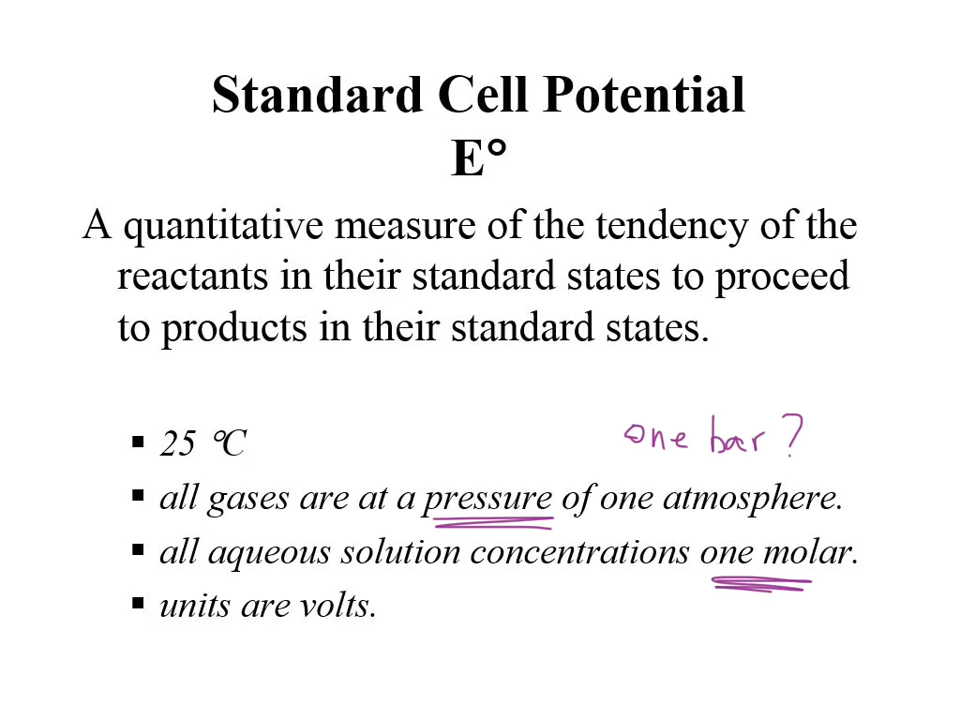 Standard Cell Potential
E°
A quantitative measure of the tendency of the
reactants in their standard states to proceed
to products in their standard states.
▪ 25 °C
one bar?
▪ all gases are at a pressure of one atmosphere.
▪ all aqueous solution concentrations one molar.
▪ units are volts.